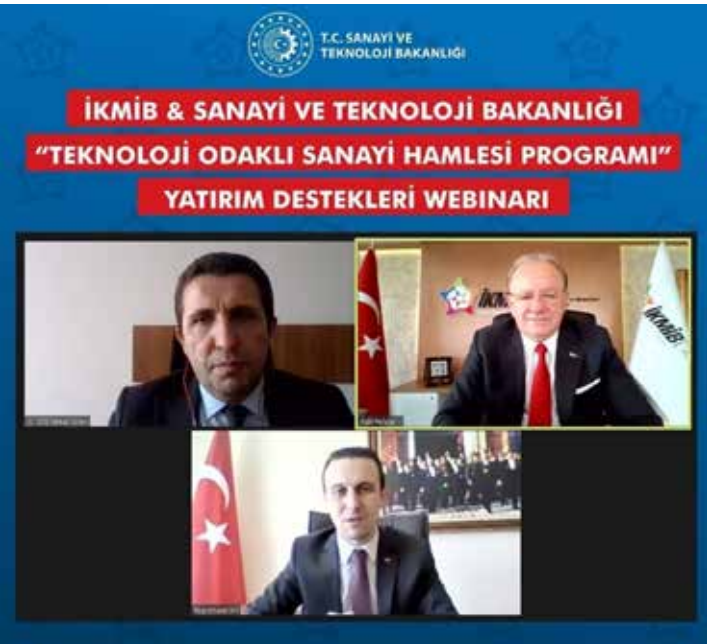 T.C. SANAYİ VE
TEKNOLOJİ BAKANLIĞI
İKMİB & SANAYİ VE TEKNOLOJİ BAKANLIĞI
“TEKNOLOJİ ODAKLI SANAYİ HAMLESİ PROGRAMI”
YATIRIM DESTEKLERİ WEBINARI
İKMİB